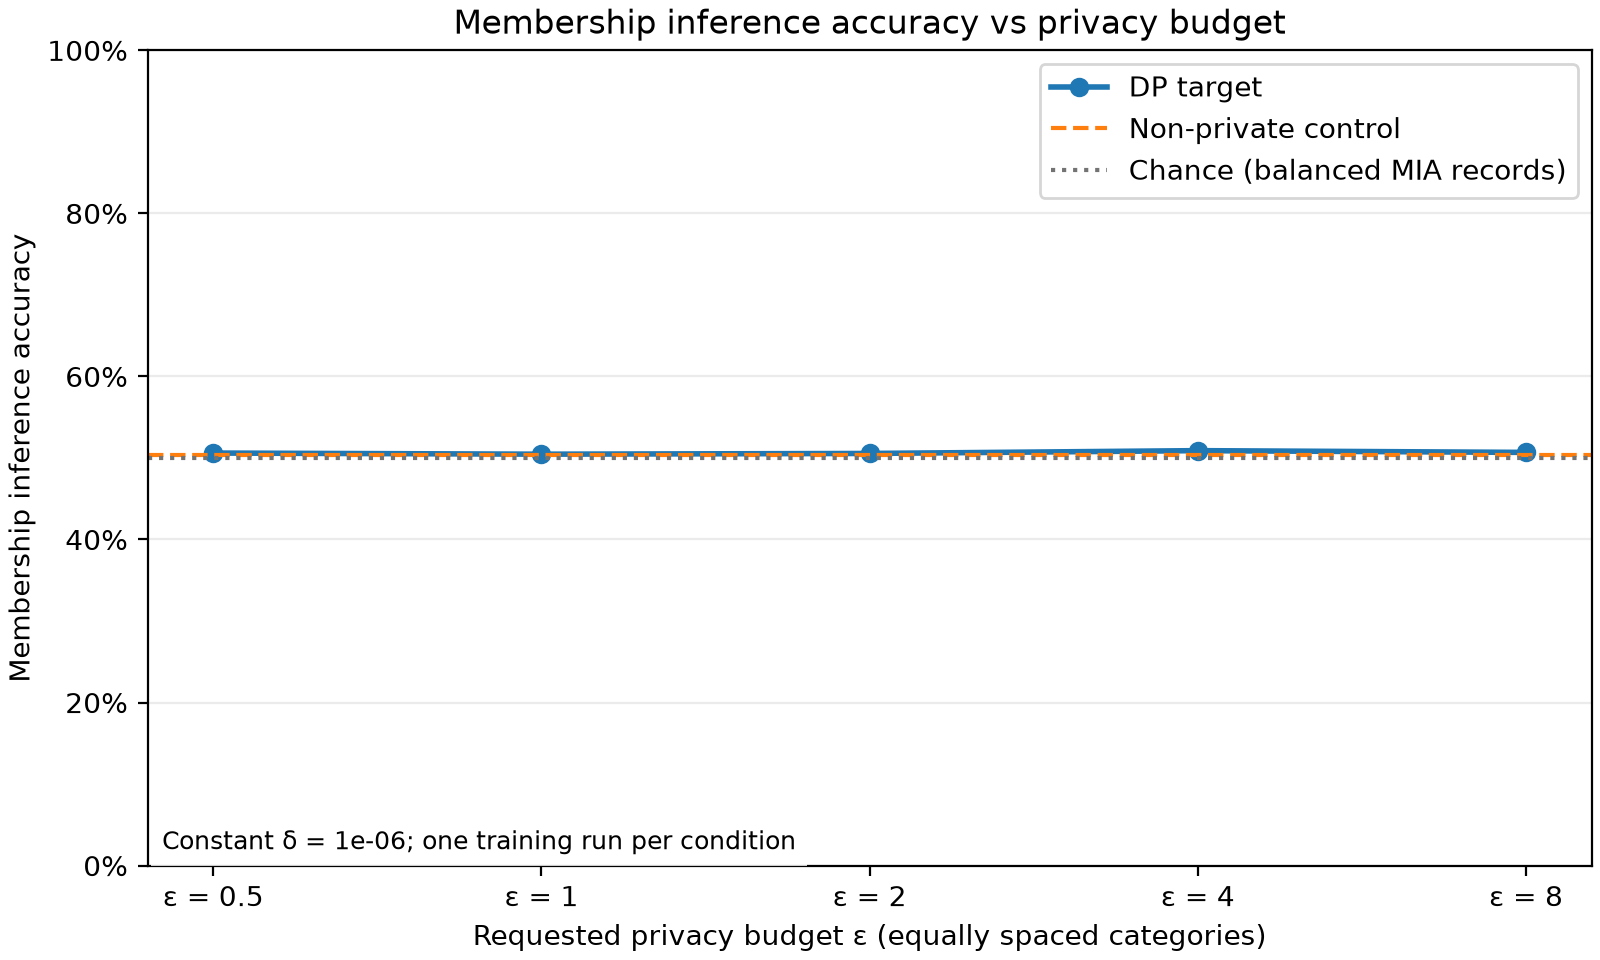 Membership inference accuracy vs privacy budget
100%
80%
60%
40%
20%
0%
Membership inference accuracy
DP target
Non-private control
Chance (balanced MIA records)
Constant δ = 1e-06; one training run per condition
ε = 0.5
ε = 1
ε = 2
ε = 4
ε = 8
Requested privacy budget ε (equally spaced categories)